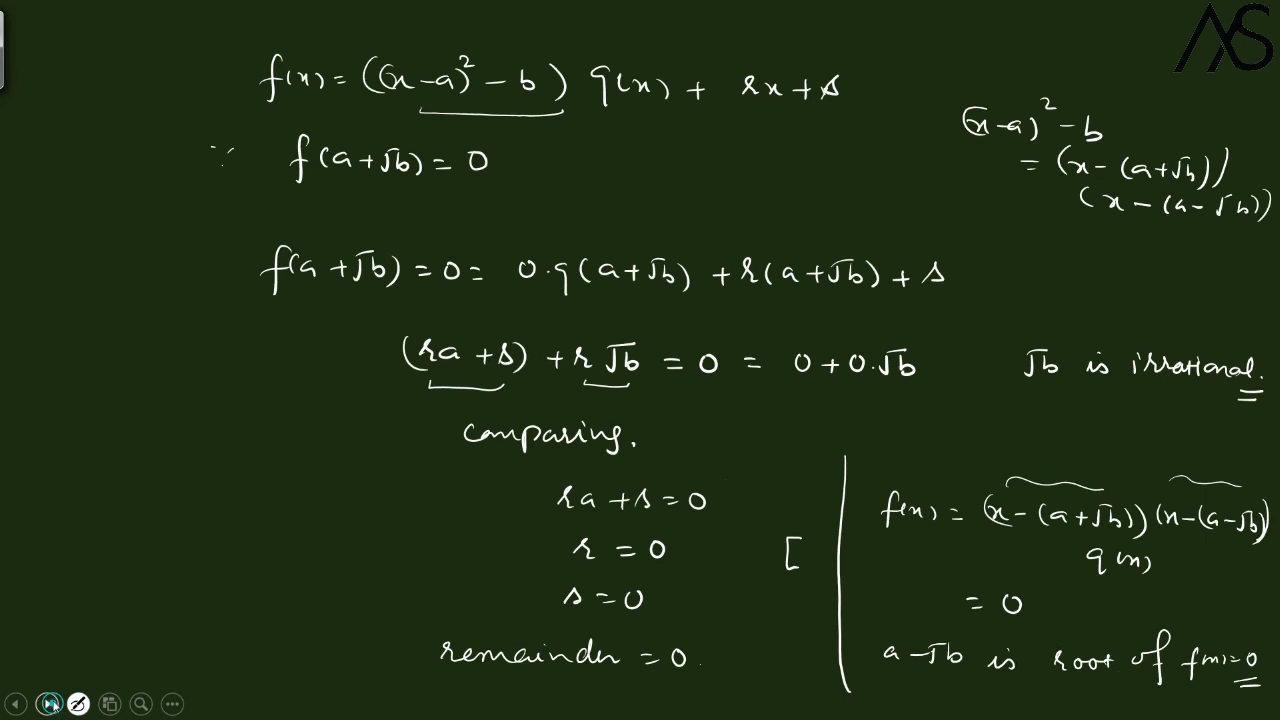 AS
f(x) = ((x-a)² - b) q(x) + rx + s
(x-a)² - b
= (x - (a+√b))
(x - (a-√b))
∵ f(a+√b) = 0
f(a+√b) = 0 = 0·q(a+√b) + r(a+√b) + s
(ra + s) + r√b = 0 = 0 + 0·√b √b is irrational.
comparing.
ra + s = 0
r = 0 [
s = 0
remainder = 0.
f(x) = (x - (a+√b)) (x - (a-√b)
q(x)
= 0
a-√b is root of f(x)=0